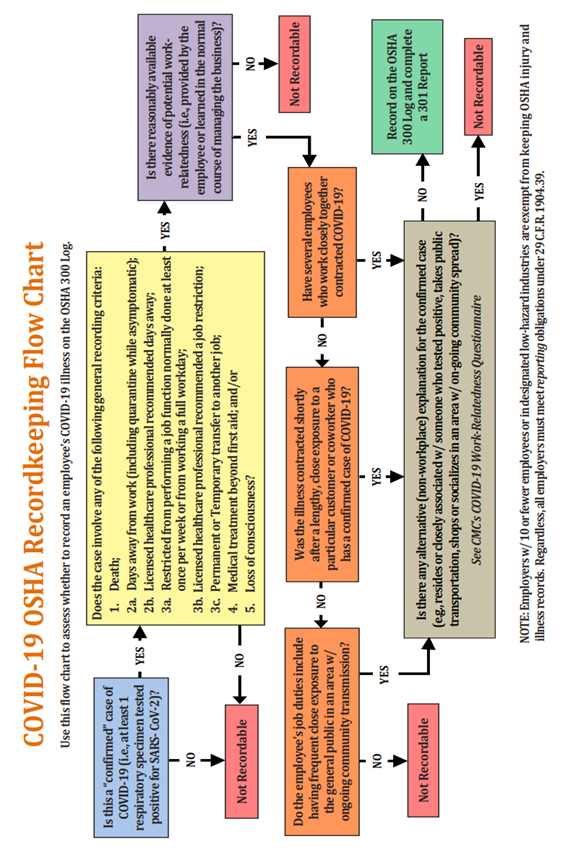 COVID-19 OSHA Recordkeeping Flow Chart
Use this flow chart to assess whether to record an employee's COVID-19 illness on the OSHA 300 Log.
Is this a "confirmed" case of
COVID-19 (i.e., at least 1
respiratory specimen tested
positive for SARS- CoV-2)?
YES
NO
Not Recordable
Does the case involve any of the following general recording criteria:
1. Death;
2a. Days away from work (including quarantine while asymptomatic);
2b. Licensed healthcare professional recommended days away;
3a. Restricted from performing a job function normally done at least
once per week or from working a full workday;
3b. Licensed healthcare professional recommended a job restriction;
3c. Permanent or Temporary transfer to another job;
4. Medical treatment beyond first aid; and/or
5. Loss of consciousness?
NO
YES
Is there reasonably available
evidence of potential work-
relatedness (i.e., provided by the
employee or learned in the normal
course of managing the business)?
NO
Not Recordable
YES
Have several employees
who work closely together
contracted COVID-19?
NO
YES
Was the illness contracted shortly
after a lengthy, close exposure to a
particular customer or coworker who
has a confirmed case of COVID-19?
NO
YES
Do the employee's job duties include
having frequent close exposure to
the general public in an area w/
ongoing community transmission?
NO
Not Recordable
YES
Is there any alternative (non-workplace) explanation for the confirmed case
(e.g, resides or closely associated w/ someone who tested positive, takes public
transportation, shops or socializes in an area w/ on-going community spread)?
See CMC's COVID-19 Work-Relatedness Questionnaire
NO
Record on the OSHA
300 Log and complete
a 301 Report
YES
Not Recordable
NOTE: Employers w/ 10 or fewer employees or in designated low-hazard industries are exempt from keeping OSHA injury and
illness records. Regardless, all employers must meet reporting obligations under 29 C.F.R. 1904.39.